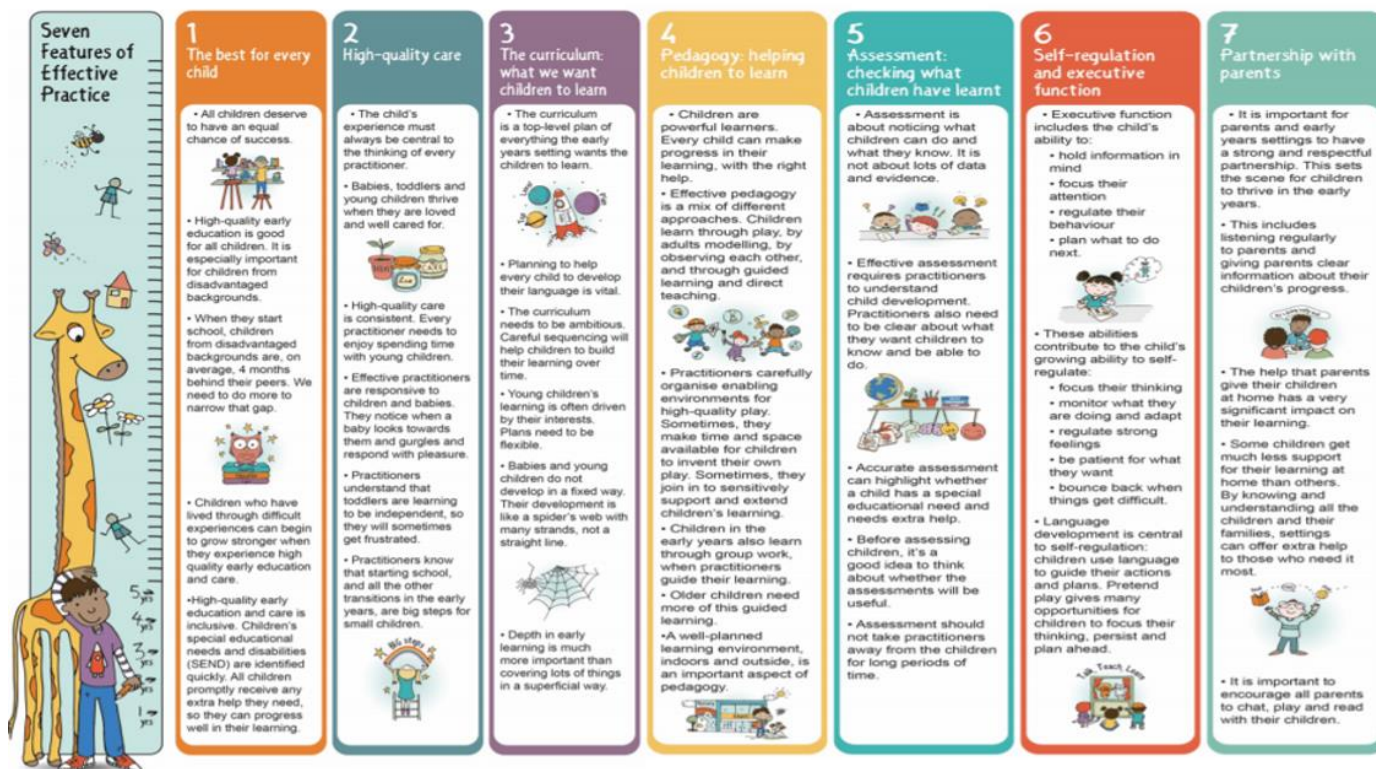 Seven
Features of
Effective
Practice
5 yrs
4 yrs
3 yrs
1 yrs
1
The best for every
child
• All children deserve
to have an equal
chance of success.
• High-quality early
education is good
for all children. It is
especially important
for children from
disadvantaged
backgrounds.
• When they start
school, children
from disadvantaged
backgrounds are, on
average, 4 months
behind their peers. We
need to do more to
narrow that gap.
• Children who have
lived through difficult
experiences can begin
to grow stronger when
they experience high
quality early education
and care.
•High-quality early
education and care is
inclusive. Children's
special educational
needs and disabilities
(SEND) are identified
quickly. All children
promptly receive any
extra help they need,
so they can progress
well in their learning.
2
High-quality care
• The child's
experience must
always be central to
the thinking of every
practitioner.
• Babies, toddlers and
young children thrive
when they are loved
and well cared for.
• High-quality care
is consistent. Every
practitioner needs to
enjoy spending time
with young children.
• Effective practitioners
are responsive to
children and babies.
They notice when a
baby looks towards
them and gurgles and
respond with pleasure.
• Practitioners
understand that
toddlers are learning
to be independent, so
they will sometimes
get frustrated.
• Practitioners know
that starting school,
and all the other
transitions in the early
years, are big steps for
small children.
Big steps
3
The curriculum:
what we want
children to learn
• The curriculum
is a top-level plan of
everything the early
years setting wants the
children to learn.
• Planning to help
every child to develop
their language is vital.
• The curriculum
needs to be ambitious.
Careful sequencing will
help children to build
their learning over
time.
• Young children's
learning is often driven
by their interests.
Plans need to be
flexible.
• Babies and young
children do not
develop in a fixed way.
Their development is
like a spider's web with
many strands, not a
straight line.
• Depth in early
learning is much
more important than
covering lots of things
in a superficial way.
4
Pedagogy: helping
children to learn
• Children are
powerful learners.
Every child can make
progress in their
learning, with the right
help.
• Effective pedagogy
is a mix of different
approaches. Children
learn through play, by
adults modelling, by
observing each other,
and through guided
learning and direct
teaching.
• Practitioners carefully
organise enabling
environments for
high-quality play.
Sometimes, they
make time and space
available for children
to invent their own
play. Sometimes, they
join in to sensitively
support and extend
children's learning.
• Children in the
early years also learn
through group work,
when practitioners
guide their learning.
• Older children need
more of this guided
learning.
•A well-planned
learning environment,
indoors and outside, is
an important aspect of
pedagogy.
5
Assessment:
checking what
children have learnt
• Assessment is
about noticing what
children can do and
what they know. It is
not about lots of data
and evidence.
• Effective assessment
requires practitioners
to understand
child development.
Practitioners also need
to be clear about what
they want children to
know and be able to
do.
• Accurate assessment
can highlight whether
a child has a special
educational need and
needs extra help.
• Before assessing
children, it's a
good idea to think
about whether the
assessments will be
useful.
• Assessment should
not take practitioners
away from the children
for long periods of
time.
6
Self-regulation
and executive
function
• Executive function
includes the child's
ability to:
• hold information in
mind
• focus their
attention
• regulate their
behaviour
• plan what to do
next.
• These abilities
contribute to the child's
growing ability to self-
regulate:
• focus their thinking
• monitor what they
are doing and adapt
• regulate strong
feelings
• be patient for what
they want
• bounce back when
things get difficult.
• Language
development is central
to self-regulation:
children use language
to guide their actions
and plans. Pretend
play gives many
opportunities for
children to focus their
thinking, persist and
plan ahead.
Talk Teach Learn
7
Partnership with
parents
• It is important for
parents and early
years settings to have
a strong and respectful
partnership. This sets
the scene for children
to thrive in the early
years.
• This includes
listening regularly
to parents and
giving parents clear
information about their
children's progress.
• The help that parents
give their children
at home has a very
significant impact on
their learning.
• Some children get
much less support
for their learning at
home than others.
By knowing and
understanding all the
children and their
families, settings
can offer extra help
to those who need it
most.
• It is important to
encourage all parents
to chat, play and read
with their children.